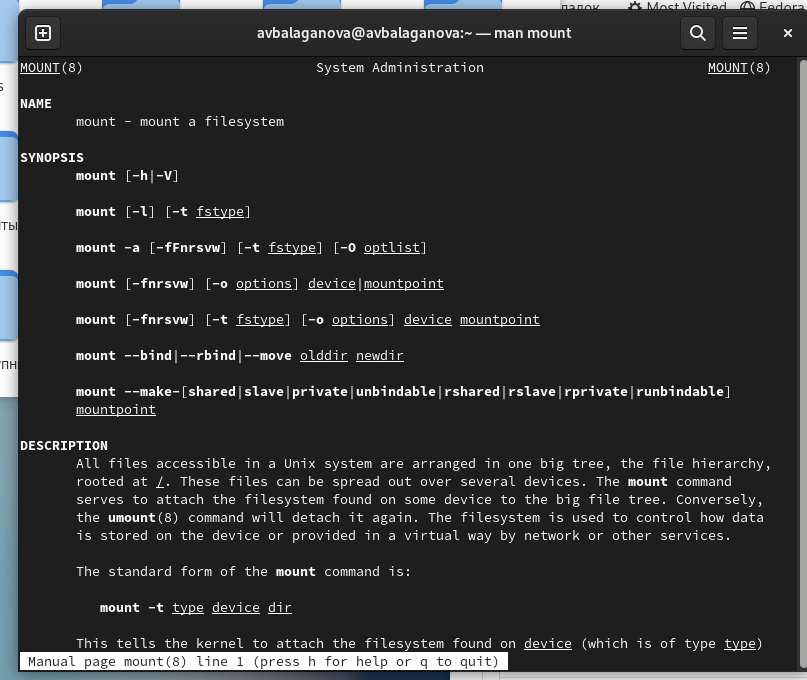 папок
Most Visited
Fedora
avbalaganova@avbalaganova:~ — man mount
MOUNT(8) System Administration MOUNT(8)
NAME
mount - mount a filesystem
SYNOPSIS
mount [-h|-V]
mount [-l] [-t fstype]
mount -a [-fFnrsvw] [-t fstype] [-O optlist]
mount [-fnrsvw] [-o options] device|mountpoint
mount [-fnrsvw] [-t fstype] [-o options] device mountpoint
mount --bind|--rbind|--move olddir newdir
mount --make-[shared|slave|private|unbindable|rshared|rslave|rprivate|runbindable]
mountpoint
DESCRIPTION
All files accessible in a Unix system are arranged in one big tree, the file hierarchy,
rooted at /. These files can be spread out over several devices. The mount command
serves to attach the filesystem found on some device to the big file tree. Conversely,
the umount(8) command will detach it again. The filesystem is used to control how data
is stored on the device or provided in a virtual way by network or other services.
The standard form of the mount command is:
mount -t type device dir
This tells the kernel to attach the filesystem found on device (which is of type type)
Manual page mount(8) line 1 (press h for help or q to quit)